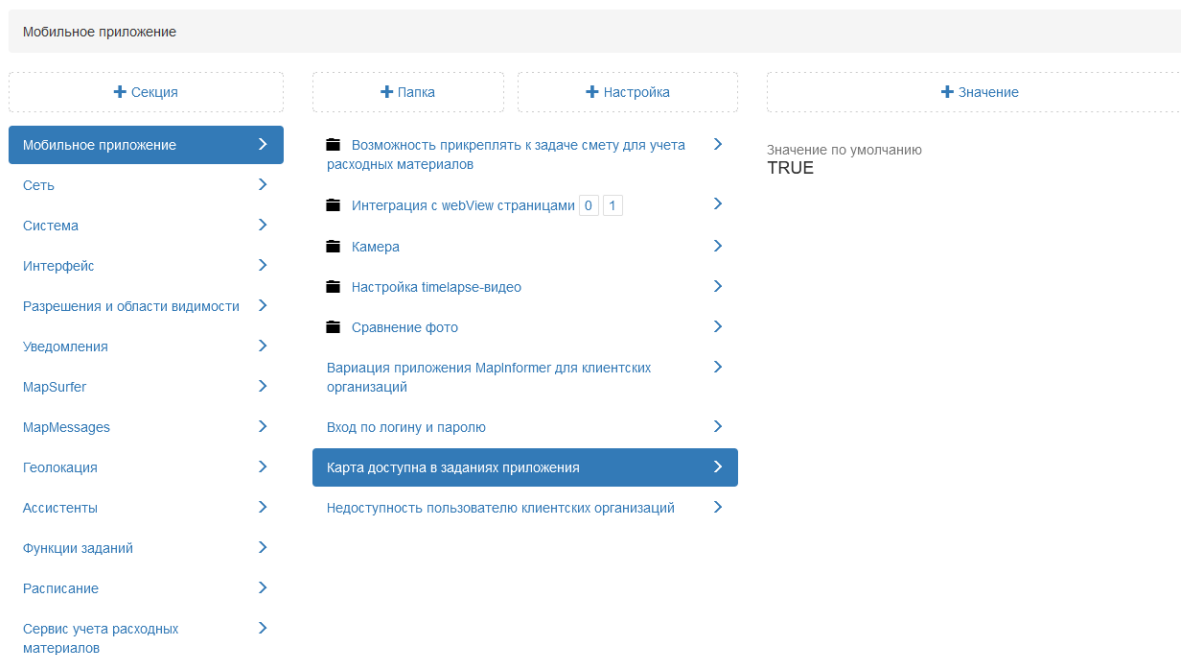 Мобильное приложение
Секция
Папка
Настройка
Значение
Мобильное приложение
Сеть
Система
Интерфейс
Разрешения и области видимости
Уведомления
MapSurfer
MapMessages
Геолокация
Ассистенты
Функции заданий
Расписание
Сервис учета расходных
материалов
Возможность прикреплять к задаче смету для учета
расходных материалов
Интеграция с webView страницами 0 1
Камера
Настройка timelapse-видео
Сравнение фото
Вариация приложения MapInformer для клиентских
организаций
Вход по логину и паролю
Карта доступна в заданиях приложения
Недоступность пользователю клиентских организаций
Значение по умолчанию
TRUE